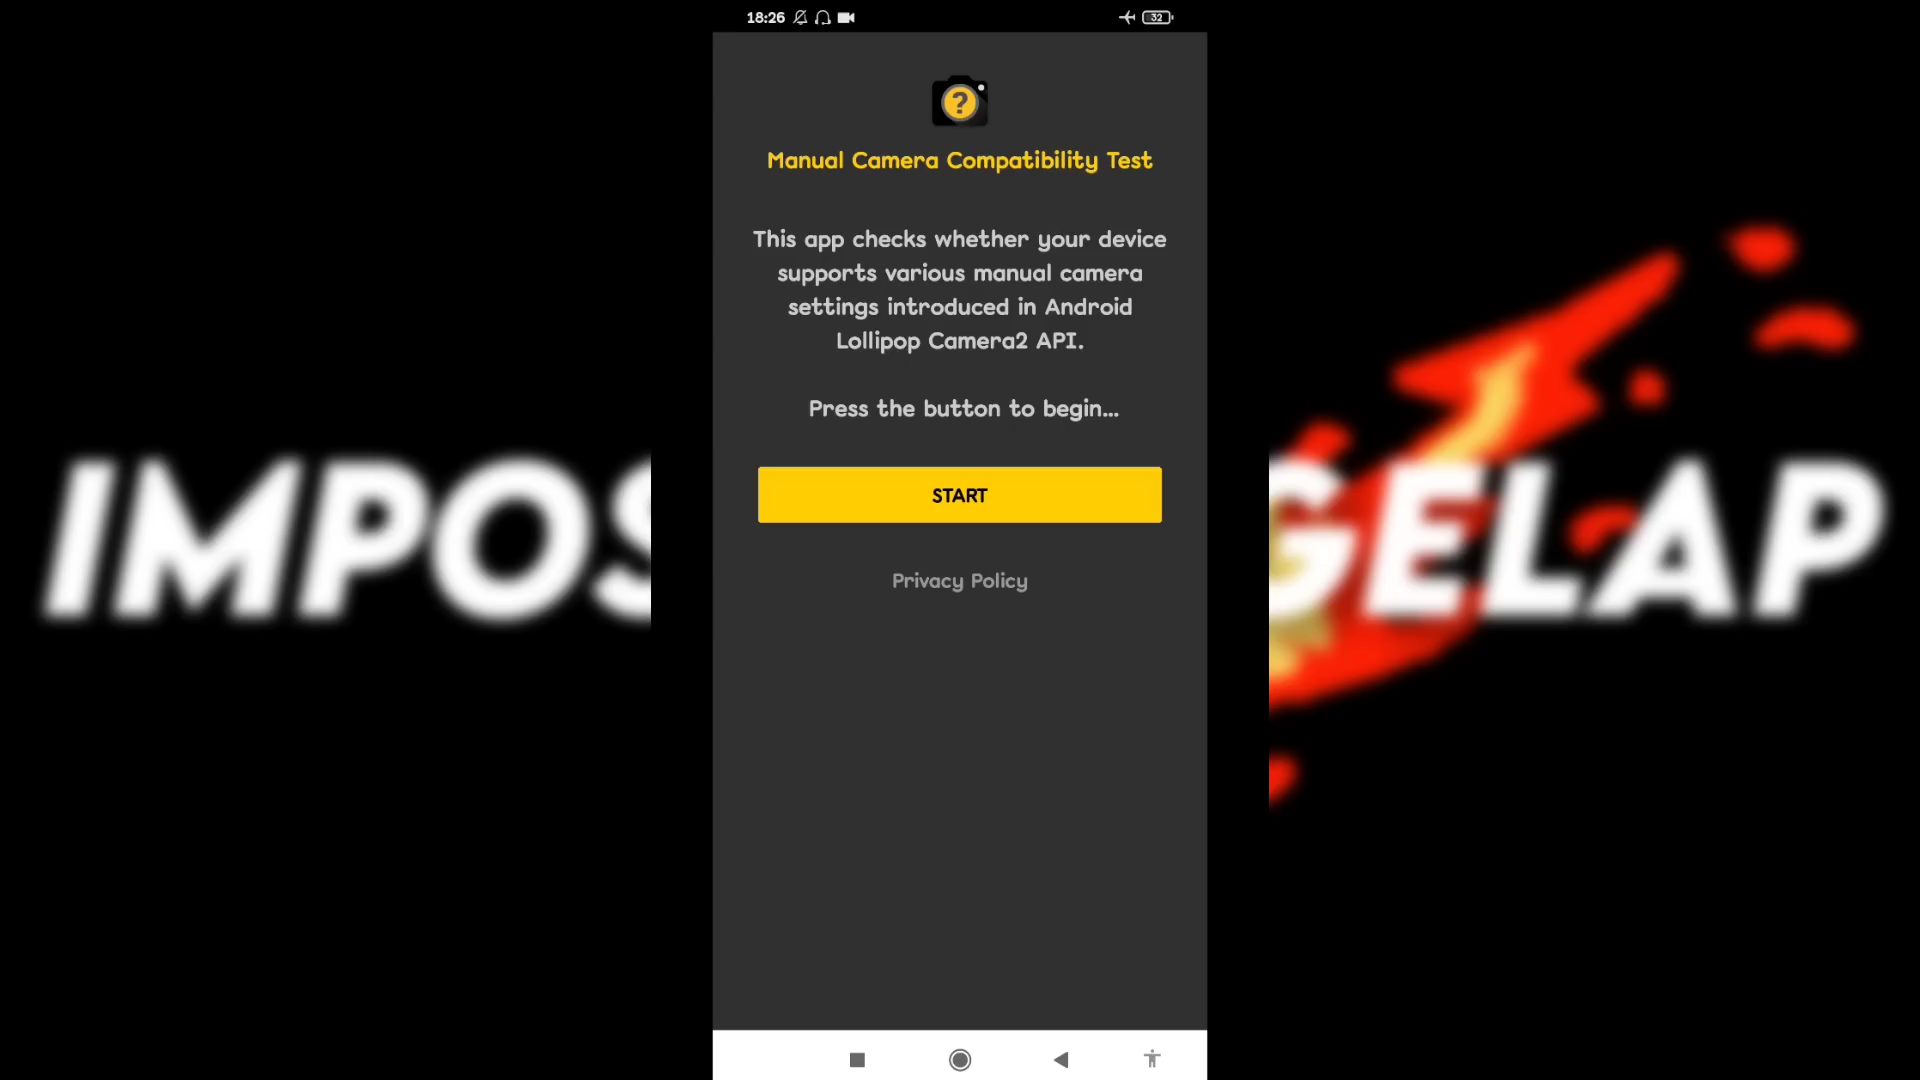 18:26
32
?
Manual Camera Compatibility Test
This app checks whether your device
supports various manual camera
settings introduced in Android
Lollipop Camera2 API.
Press the button to begin...
START
Privacy Policy
IMPOS
GELAP